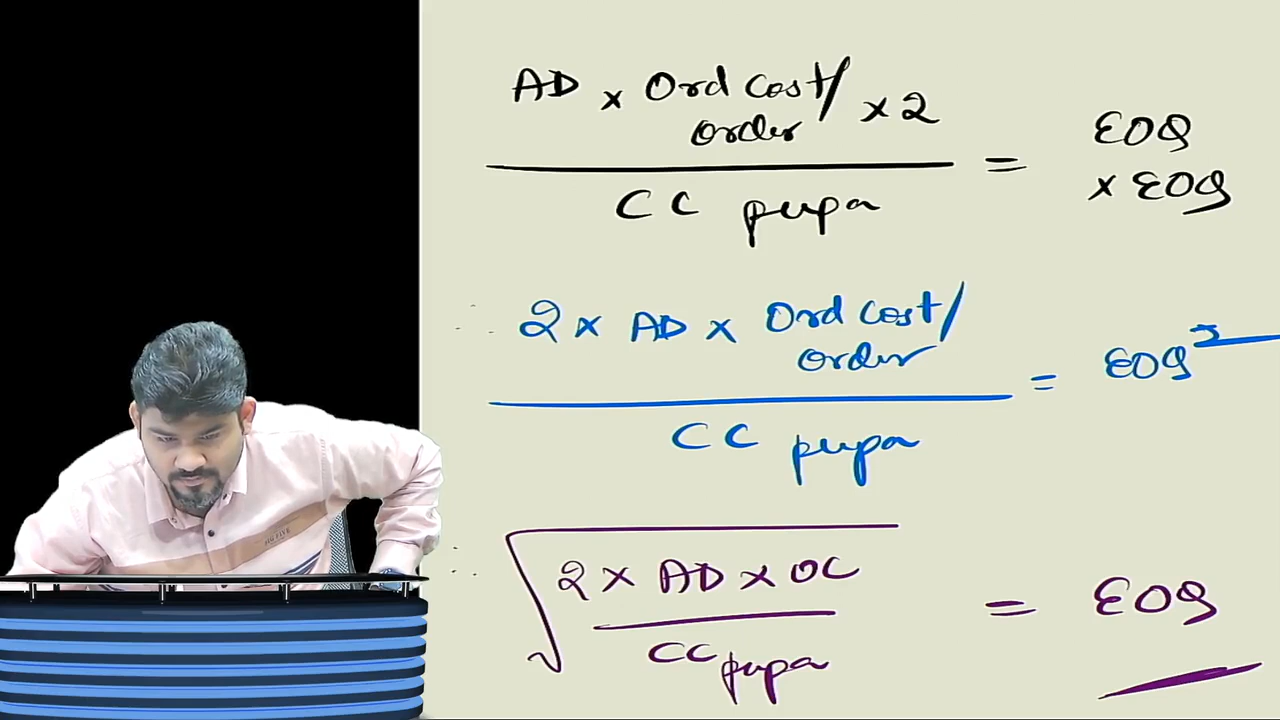 AD × Ord Cost/
order × 2
CC pupa
= EOQ
× EOQ
∴ 2 × AD × Ord Cost/
order
CC pupa
= EOQ²
∴ √ 2 × AD × OC
CC pupa
= EOQ